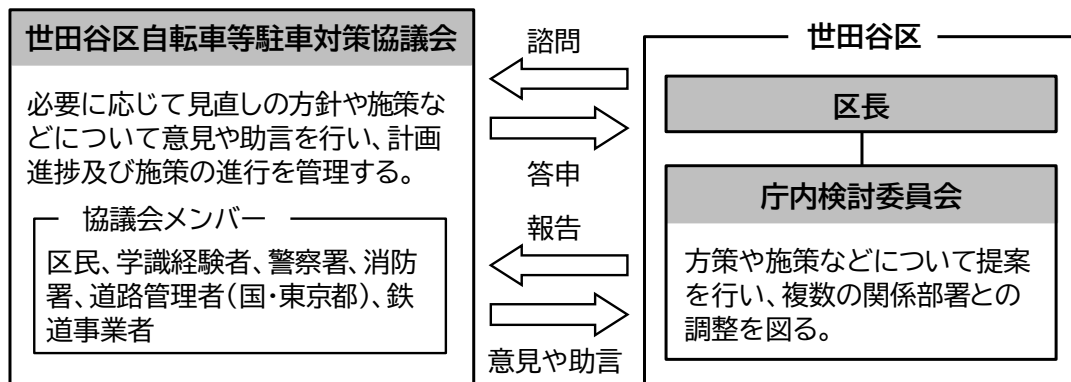 世田谷区自転車等駐車対策協議会
必要に応じて見直しの方針や施策な
どについて意見や助言を行い、計画
進捗及び施策の進行を管理する。
協議会メンバー
区民、学識経験者、警察署、消防
署、道路管理者(国・東京都)、鉄
道事業者
諮問
答申
報告
意見や助言
世田谷区
区長
庁内検討委員会
方策や施策などについて提案
を行い、複数の関係部署との
調整を図る。